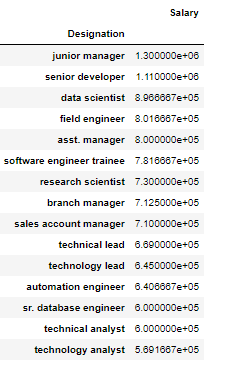 Salary
Designation
junior manager 1.300000e+06
senior developer 1.110000e+06
data scientist 8.966667e+05
field engineer 8.016667e+05
asst. manager 8.000000e+05
software engineer trainee 7.816667e+05
research scientist 7.300000e+05
branch manager 7.125000e+05
sales account manager 7.100000e+05
technical lead 6.690000e+05
technology lead 6.450000e+05
automation engineer 6.406667e+05
sr. database engineer 6.000000e+05
technical analyst 6.000000e+05
technology analyst 5.691667e+05